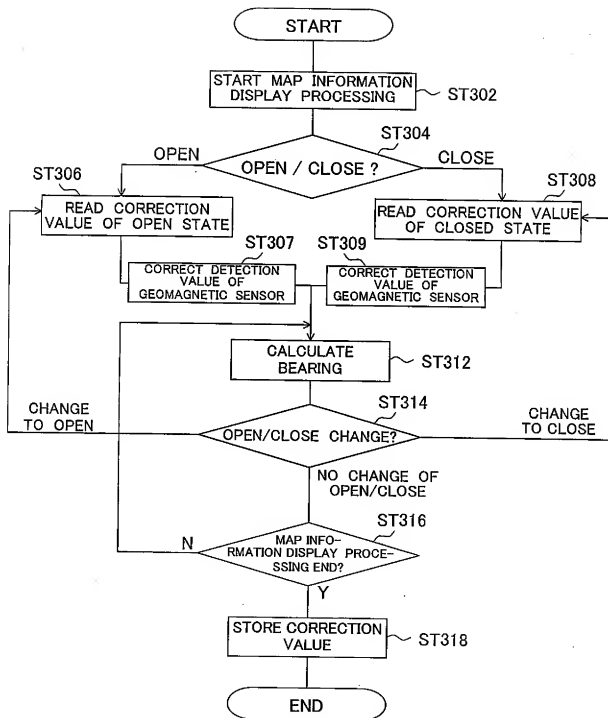 START
START MAP INFORMATION
DISPLAY PROCESSING
ST302
ST304
OPEN / CLOSE ?
OPEN
CLOSE
ST306
READ CORRECTION
VALUE OF OPEN STATE
ST308
READ CORRECTION VALUE
OF CLOSED STATE
ST307
CORRECT DETECTION
VALUE OF
GEOMAGNETIC SENSOR
ST309
CORRECT DETECTION
VALUE OF
GEOMAGNETIC SENSOR
CALCULATE
BEARING
ST312
ST314
OPEN/CLOSE CHANGE?
CHANGE
TO OPEN
CHANGE
TO CLOSE
NO CHANGE OF
OPEN/CLOSE
ST316
MAP INFO-
RMATION DISPLAY PROCE-
SSING END?
N
Y
STORE CORRECTION
VALUE
ST318
END